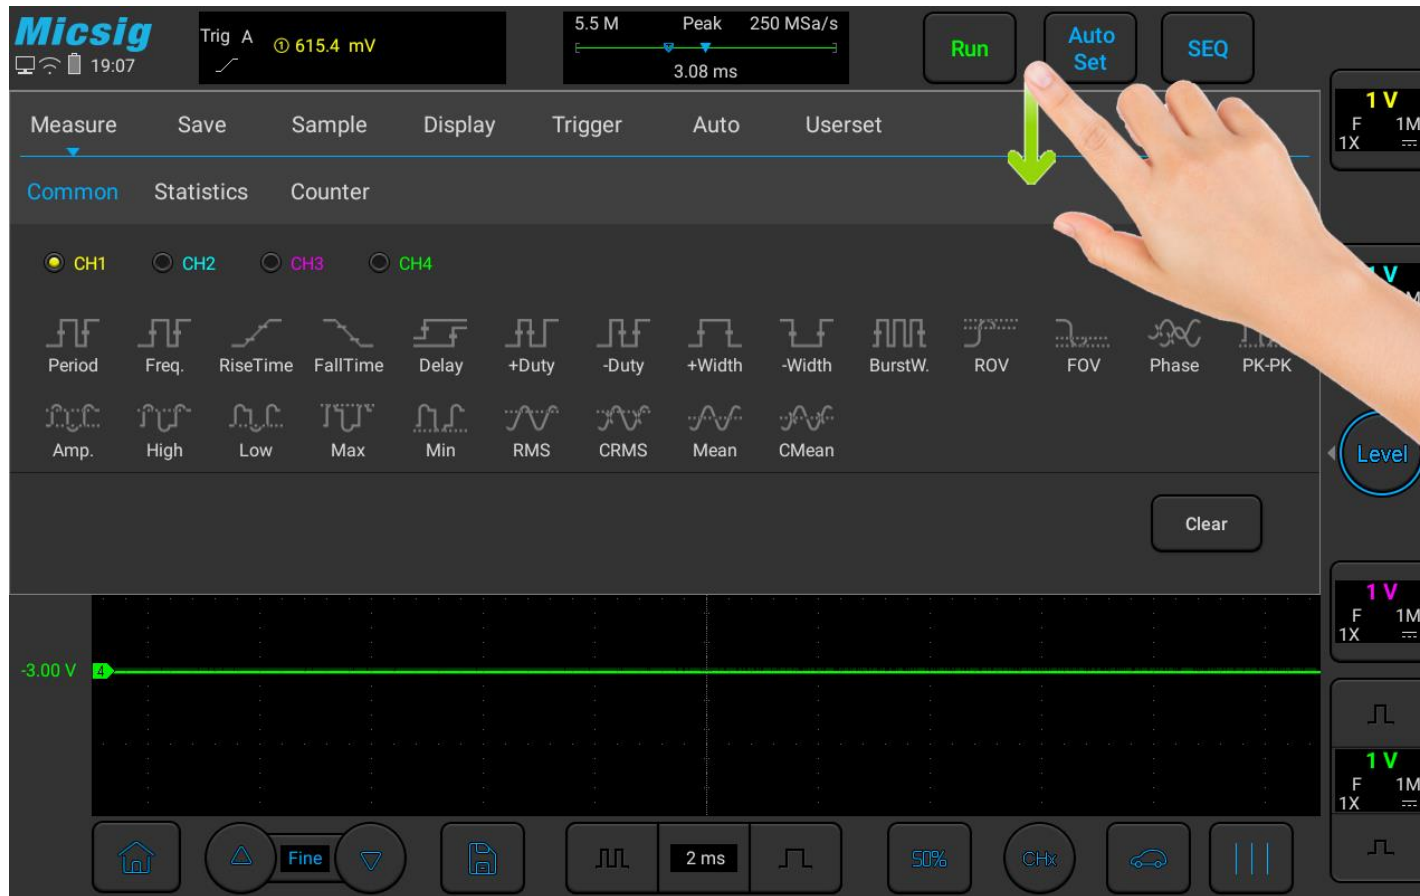 Micsig
19:07
Trig A ① 615.4 mV
5.5 M Peak 250 MSa/s
3.08 ms
Run
Auto
Set
SEQ
Measure Save Sample Display Trigger Auto Userset
Common Statistics Counter
CH1 CH2 CH3 CH4
Period Freq. RiseTime FallTime Delay +Duty -Duty +Width -Width BurstW. ROV FOV Phase PK-PK
Amp. High Low Max Min RMS CRMS Mean CMean
Clear
1 V
F 1M
1X
V
Level
1 V
F 1M
1X
-3.00 V 4
1 V
F 1M
1X
Fine
2 ms
50%
CHx